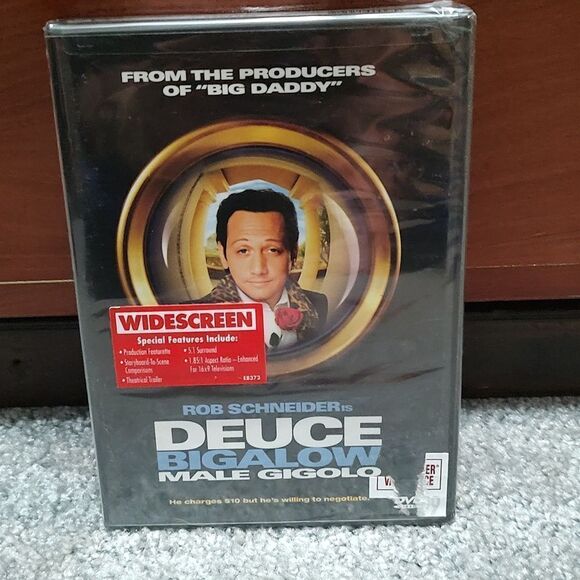 FROM THE PRODUCERS
OF "BIG DADDY"
WIDESCREEN
Special Features Include:
• Production Featurette
• Storyboard-To-Scene
Comparisons
• Theatrical Trailer
• 5.1 Surround
• 1.85:1 Aspect Ratio – Enhanced
For 16x9 Televisions
E8373
ROB SCHNEIDER IS
DEUCE
BIGALOW
MALE GIGOLO
He charges $10 but he's willing to negotiate.